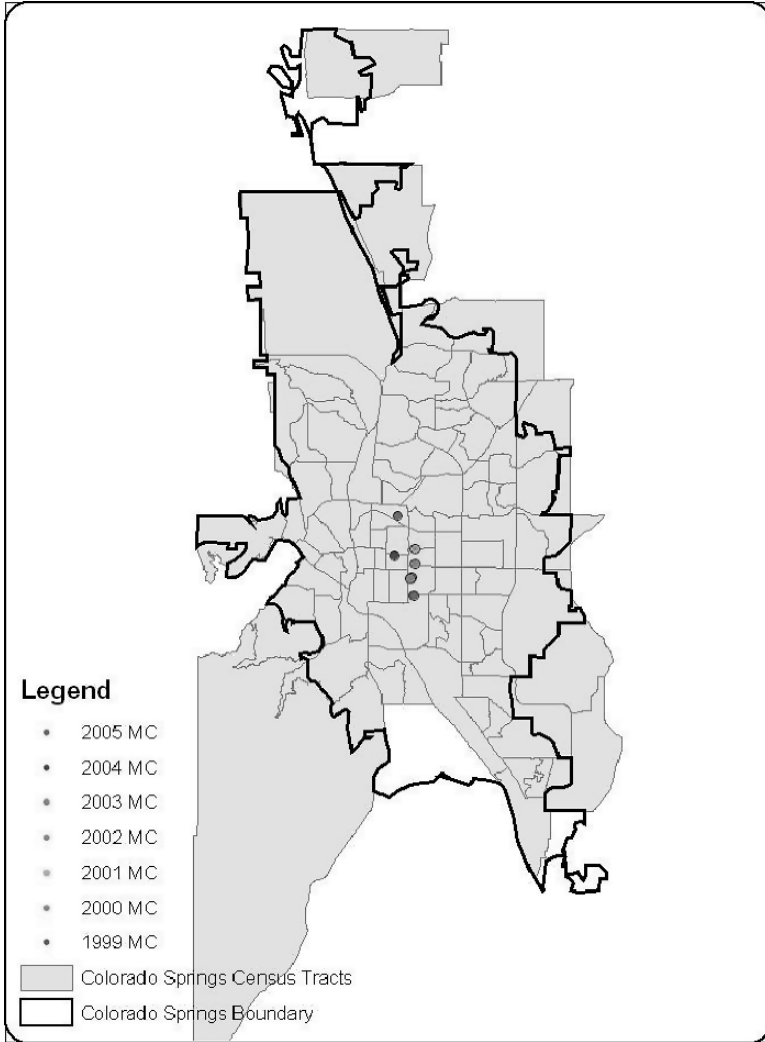 Legend
2005 MC
2004 MC
2003 MC
2002 MC
2001 MC
2000 MC
1999 MC
Colorado Springs Census Tracts
Colorado Springs Boundary